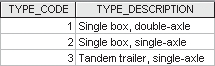 TYPE_CODE TYPE_DESCRIPTION
1 Single box, double-axle
2 Single box, single-axle
3 Tandem trailer, single-axle